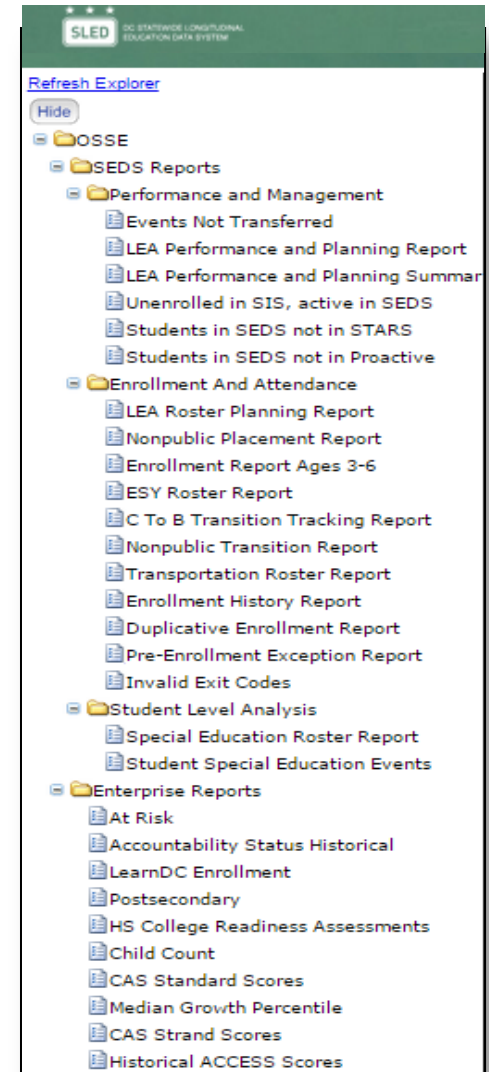 SLED
DC STATEWIDE LONGITUDINAL
EDUCATION DATA SYSTEM
Refresh Explorer
Hide
OSSE
SEDS Reports
Performance and Management
Events Not Transferred
LEA Performance and Planning Report
LEA Performance and Planning Summar
Unenrolled in SIS, active in SEDS
Students in SEDS not in STARS
Students in SEDS not in Proactive
Enrollment And Attendance
LEA Roster Planning Report
Nonpublic Placement Report
Enrollment Report Ages 3-6
ESY Roster Report
C To B Transition Tracking Report
Nonpublic Transition Report
Transportation Roster Report
Enrollment History Report
Duplicative Enrollment Report
Pre-Enrollment Exception Report
Invalid Exit Codes
Student Level Analysis
Special Education Roster Report
Student Special Education Events
Enterprise Reports
At Risk
Accountability Status Historical
LearnDC Enrollment
Postsecondary
HS College Readiness Assessments
Child Count
CAS Standard Scores
Median Growth Percentile
CAS Strand Scores
Historical ACCESS Scores